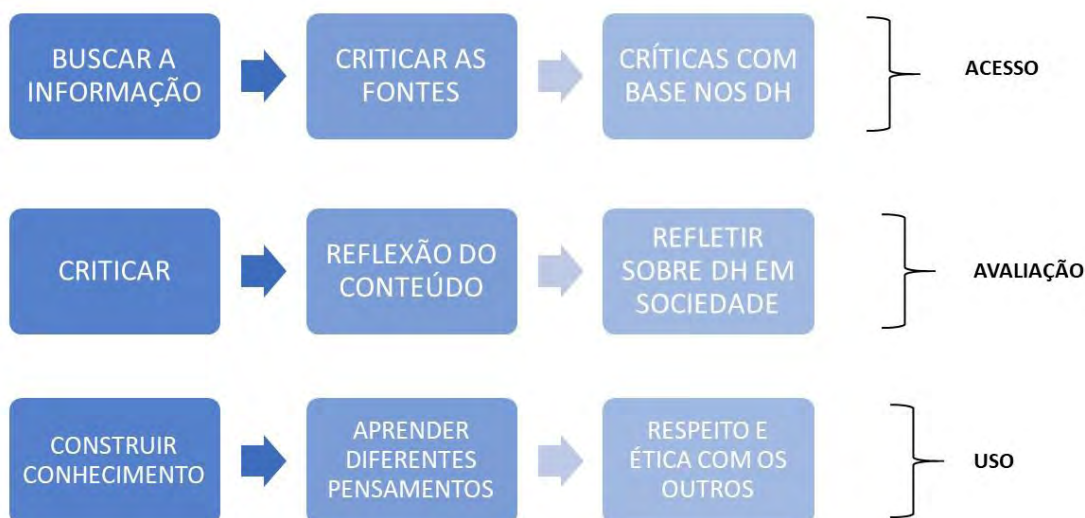 BUSCAR A
INFORMAÇÃO
CRITICAR AS
FONTES
CRÍTICAS COM
BASE NOS DH
ACESSO
CRITICAR
REFLEXÃO DO
CONTEÚDO
REFLETIR
SOBRE DH EM
SOCIEDADE
AVALIAÇÃO
CONSTRUIR
CONHECIMENTO
APRENDER
DIFERENTES
PENSAMENTOS
RESPEITO E
ÉTICA COM OS
OUTROS
USO